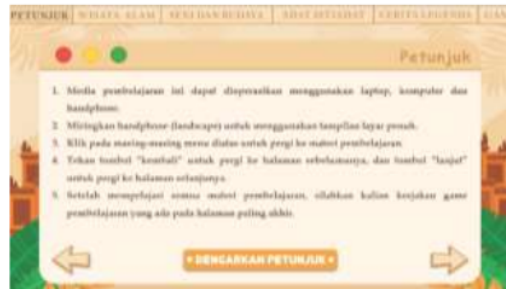 PETUNJUK WISATA ALAM SENI DAN BUDAYA ADAT ISTIADAT CERITA LEGENDA
Petunjuk
1. Media pembelajaran ini dapat dioperasikan menggunakan laptop, komputer dan
handphone.
2. Miringkan handphone (landscape) untuk menggunakan tampilan layar penuh.
3. Klik pada masing-masing menu diatas untuk pergi ke materi pembelajaran.
4. Tekan tombol "kembali" untuk pergi ke halaman sebelumnya, dan tombol "lanjut"
untuk pergi ke halaman selanjutnya.
5. Setelah mempelajari semua materi pembelajaran, silahkan kalian kerjakan game
pembelajaran yang ada pada halaman paling akhir.
DENGARKAN PETUNJUK